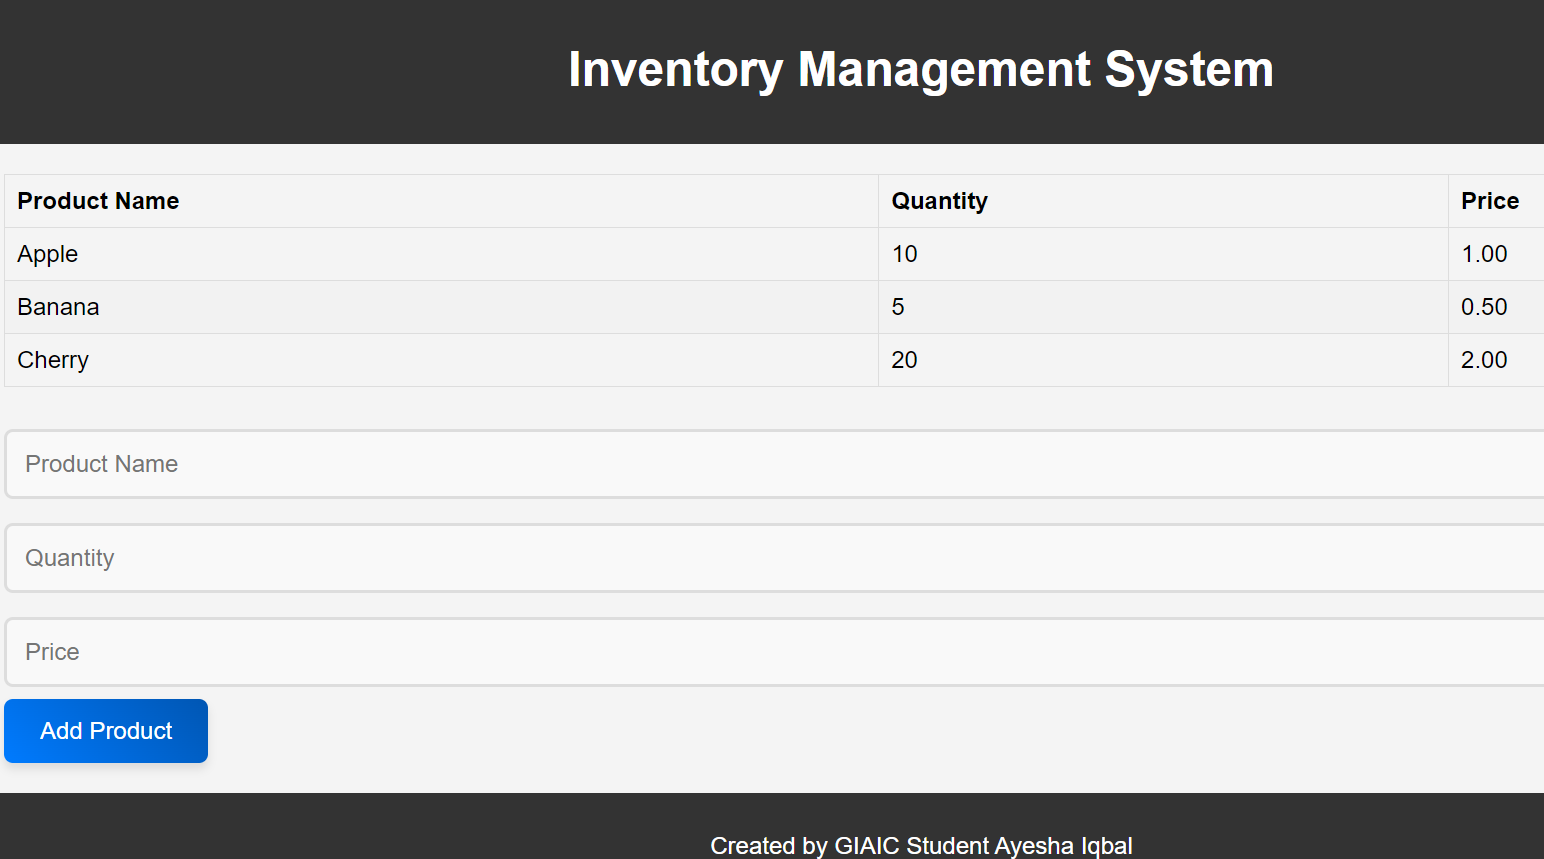 Inventory Management System
Product Name Quantity Price
Apple 10 1.00
Banana 5 0.50
Cherry 20 2.00
Product Name
Quantity
Price
Add Product
Created by GIAIC Student Ayesha Iqbal